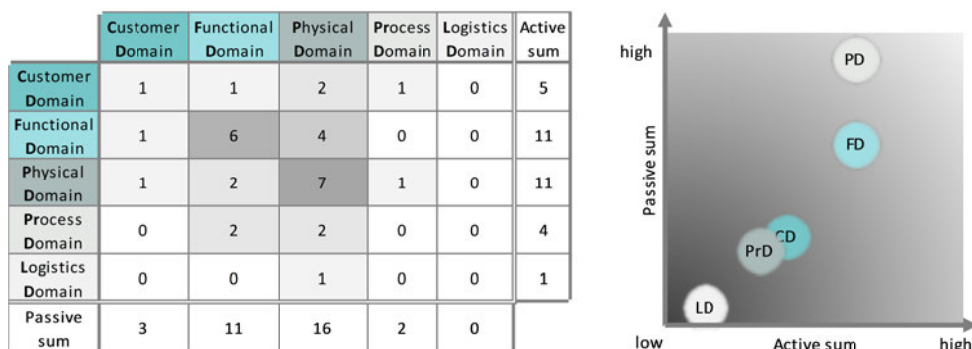 Customer Domain Functional Domain Physical Domain Process Domain Logistics Domain Active sum
Customer Domain 1 1 2 1 0 5
Functional Domain 1 6 4 0 0 11
Physical Domain 1 2 7 1 0 11
Process Domain 0 2 2 0 0 4
Logistics Domain 0 0 1 0 0 1
Passive sum 3 11 16 2 0
high
PD
FD
CD
PrD
LD
Passive sum
low Active sum high